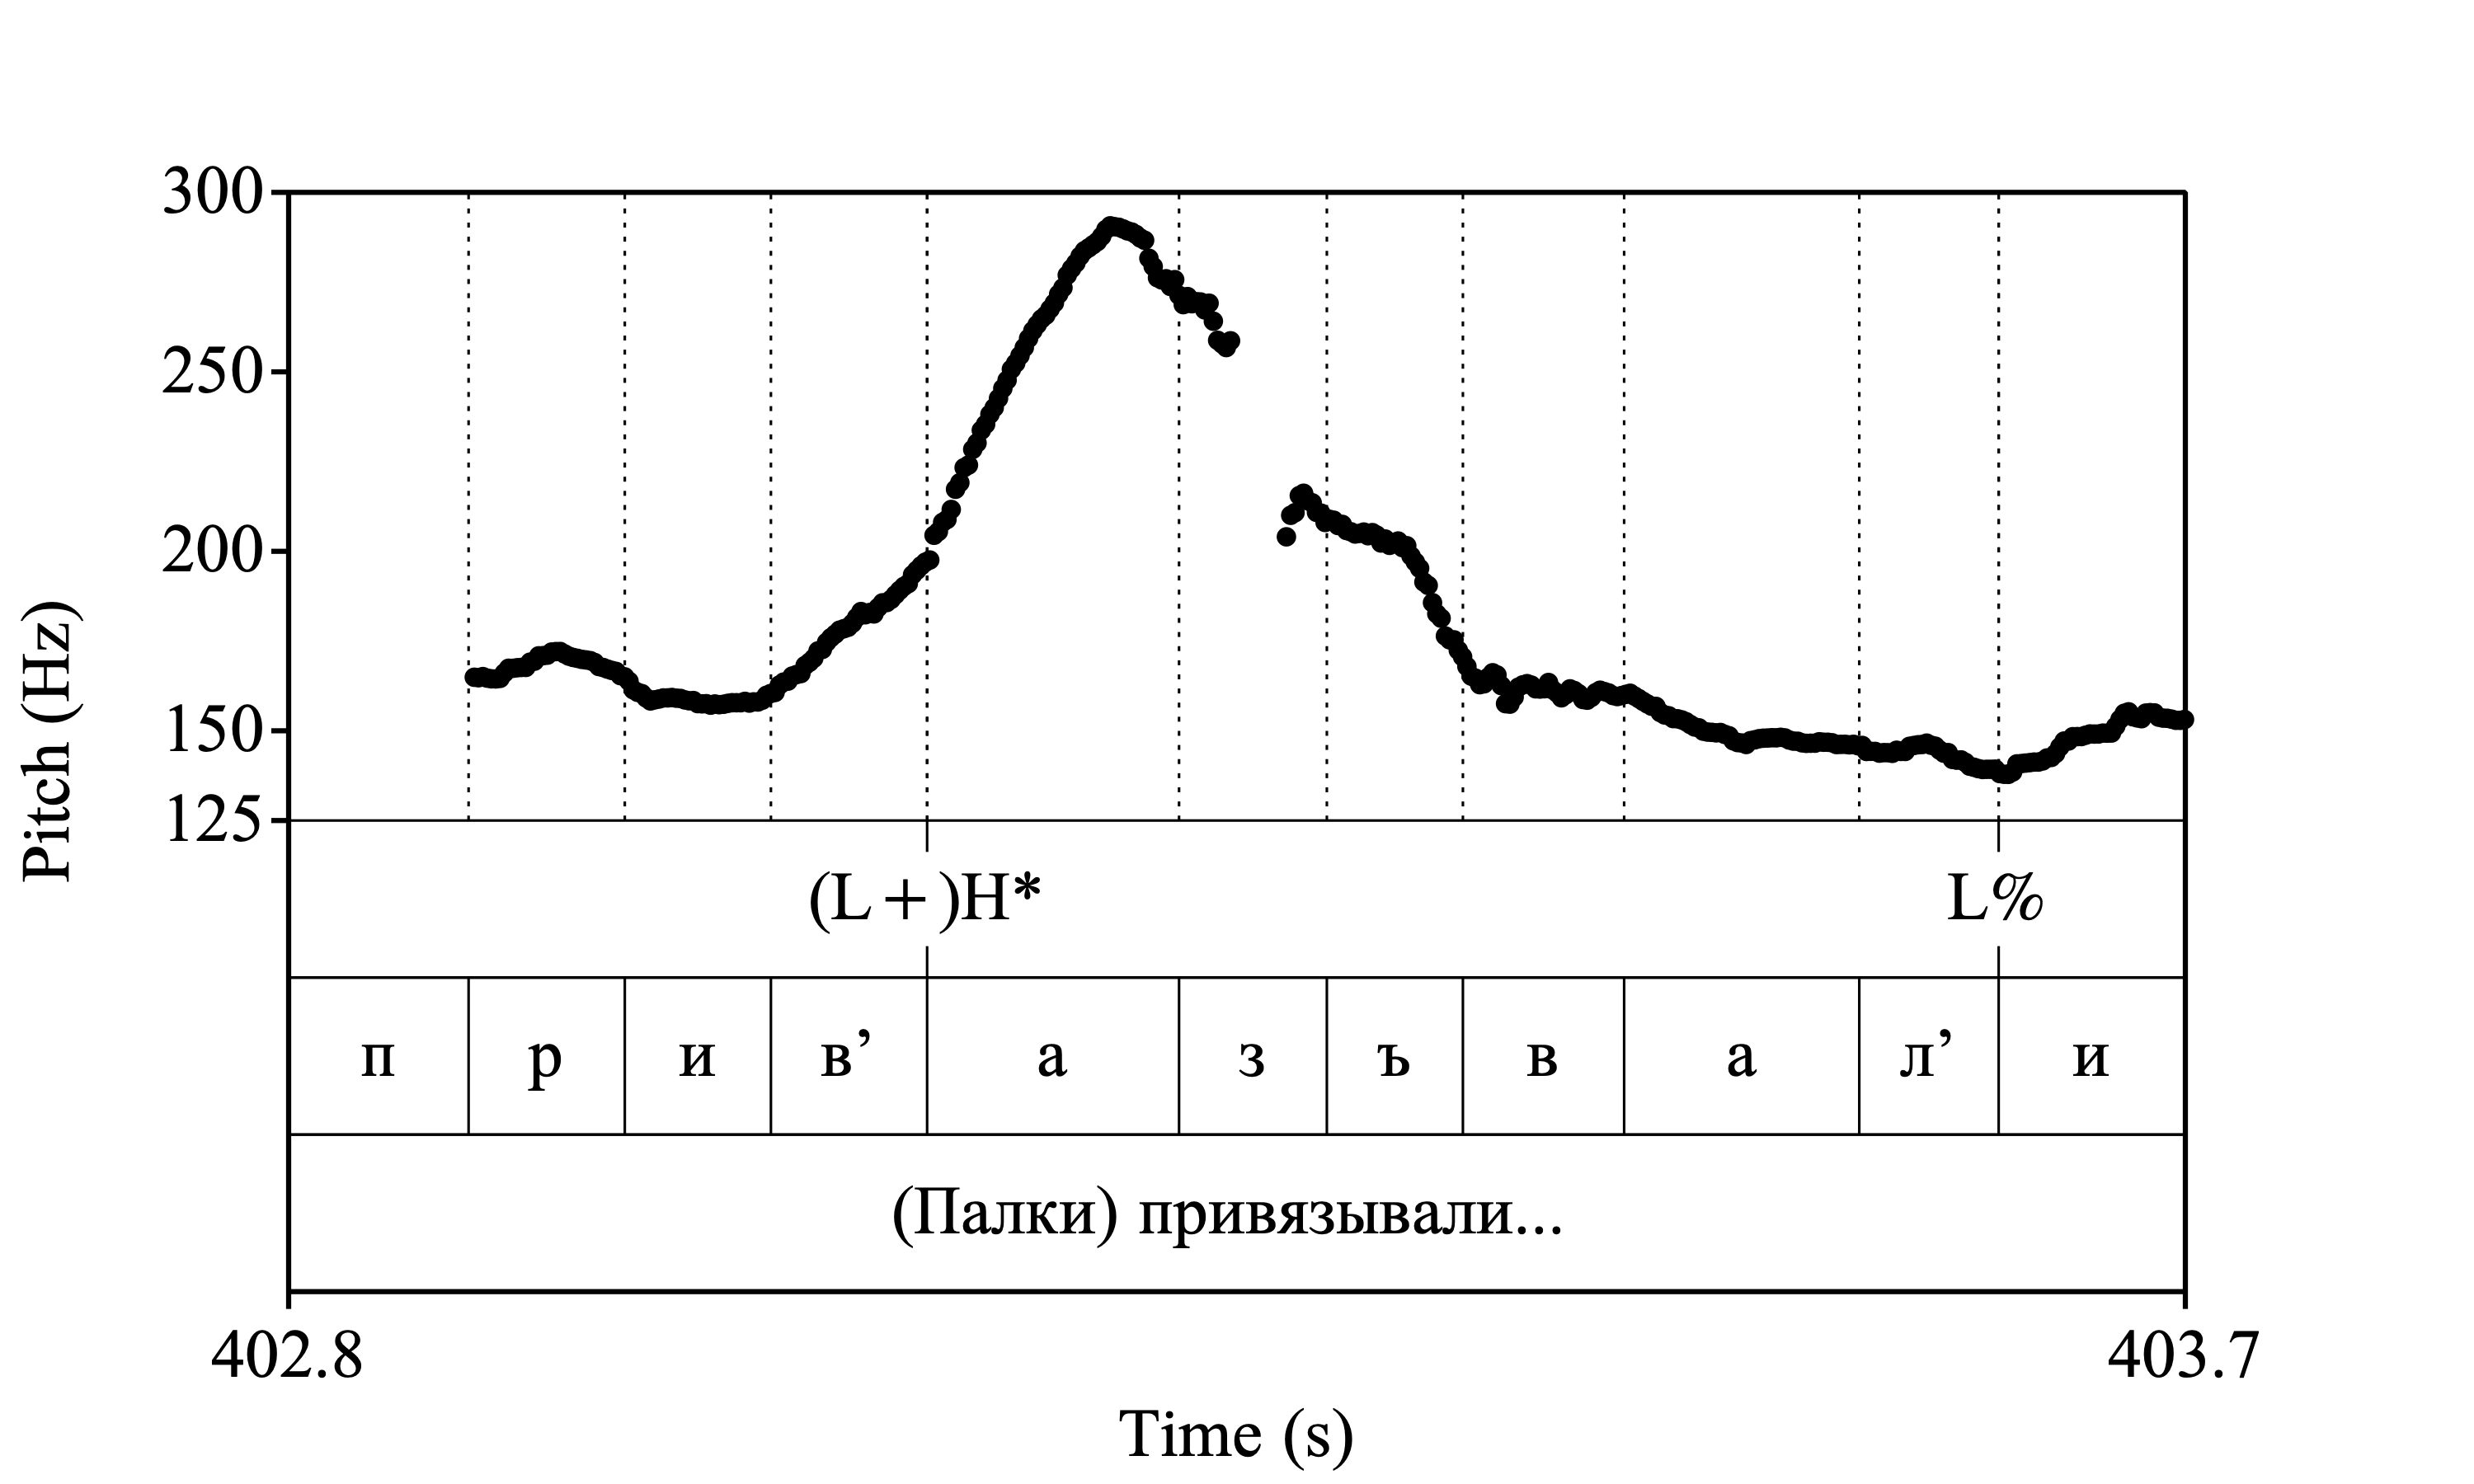 300
250
200
150
125
Pitch (Hz)
(L + )H* L%
п р и в’ а з ъ в а л’ и
(Палки) привязывали...
402.8 403.7
Time (s)